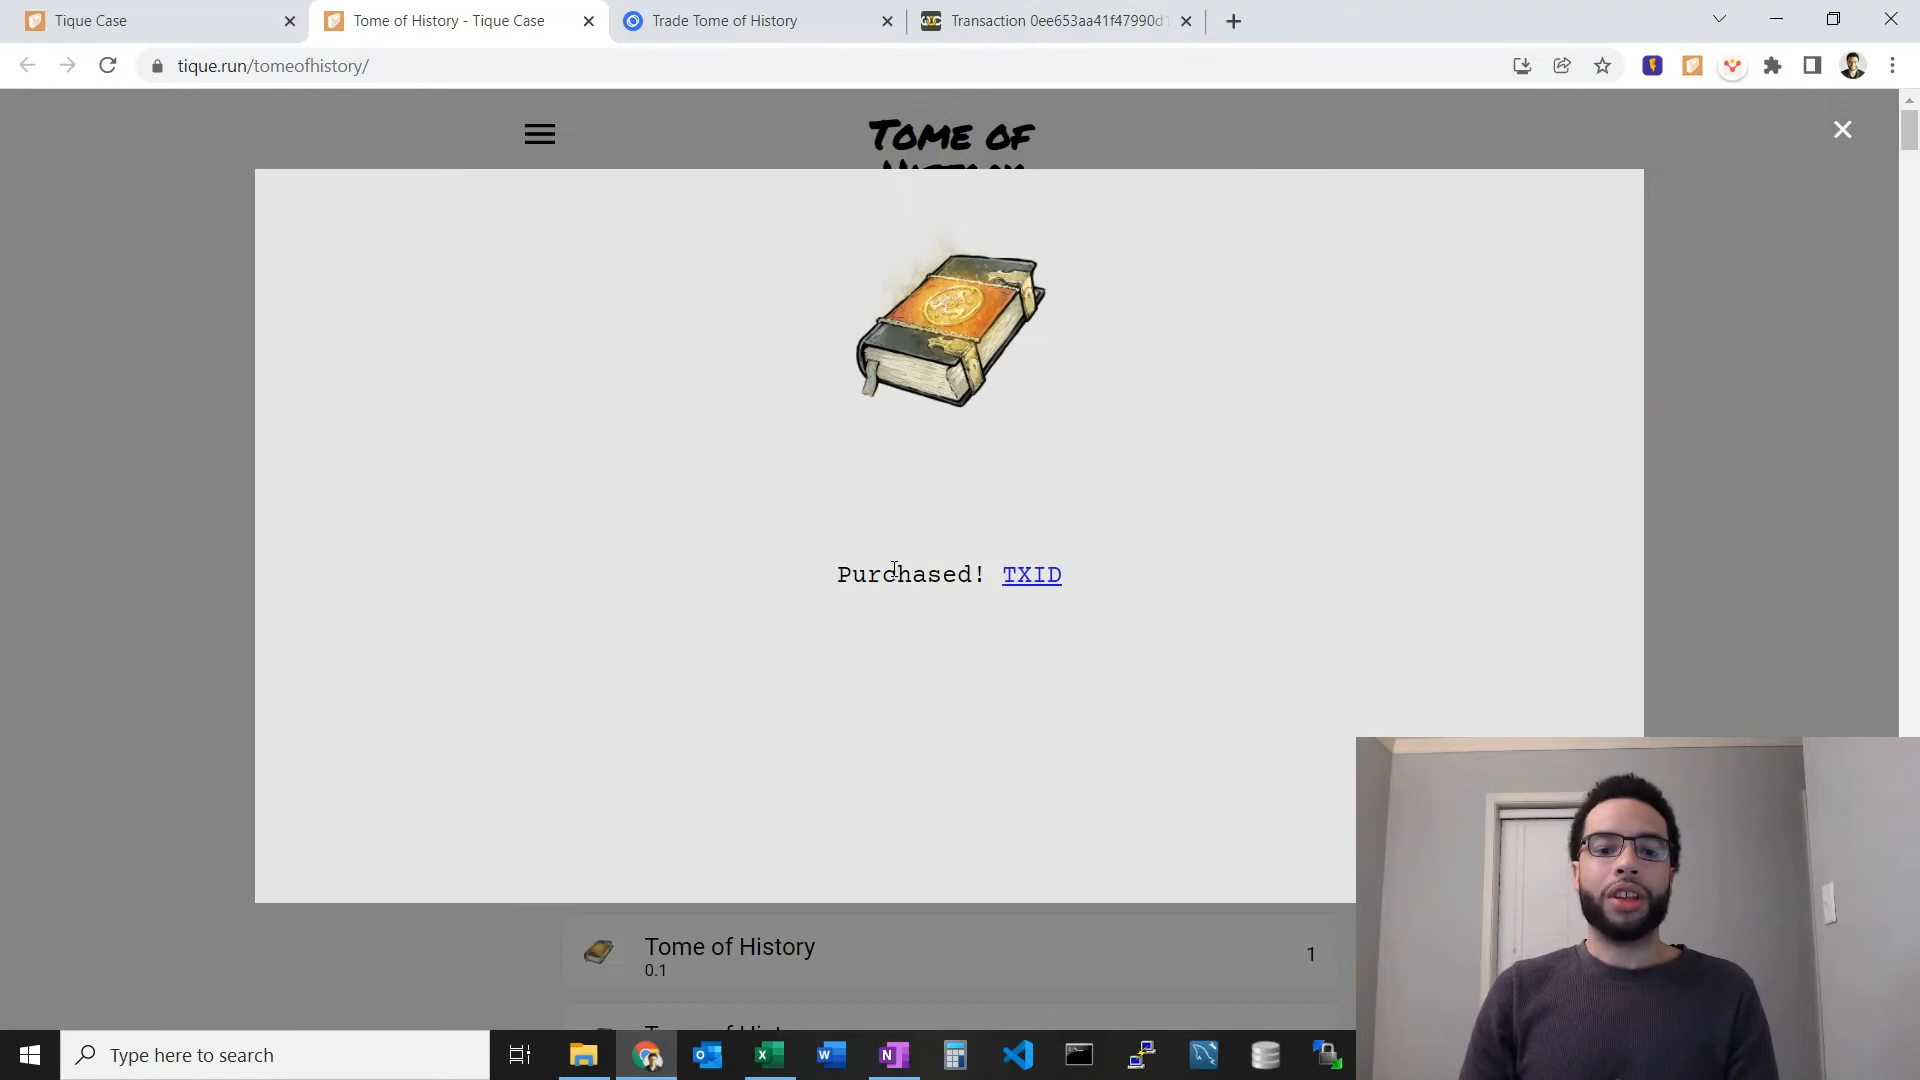 Tique Case
Tome of History - Tique Case
Trade Tome of History
Transaction 0ee653aa41f47990d
tique.run/tomeofhistory/
Tome of
Purchased! TXID
Tome of History
1
0.1
Type here to search